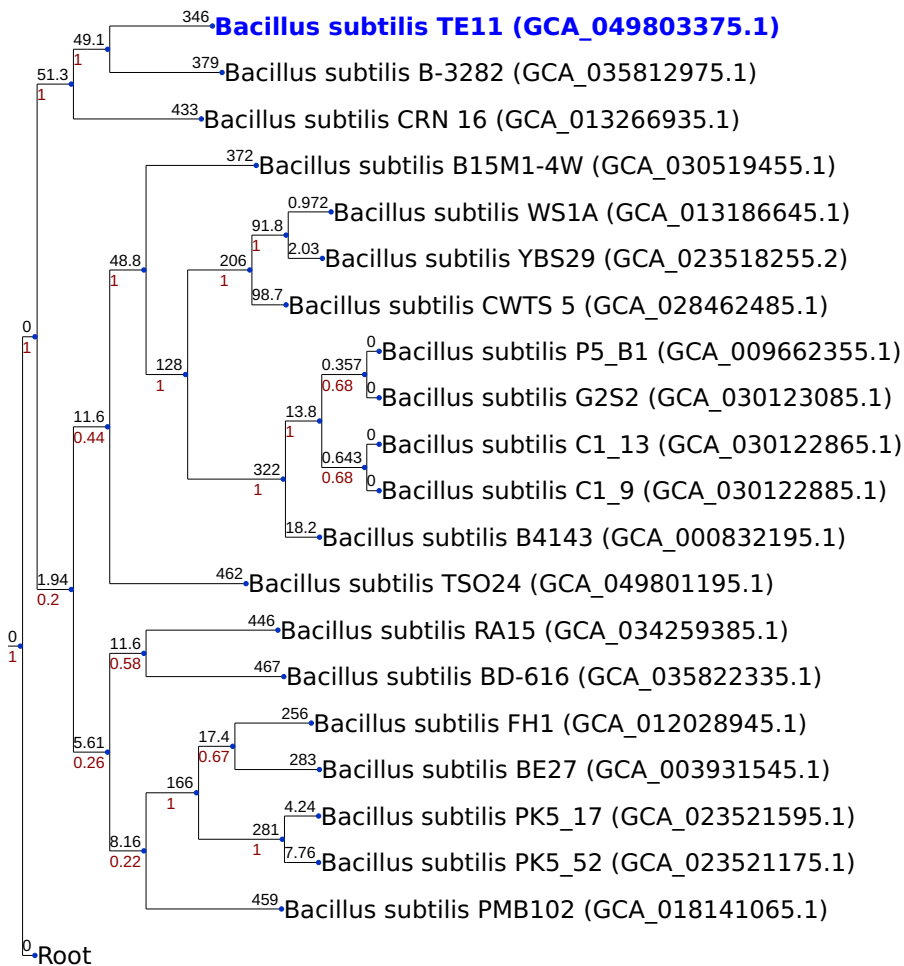 346
Bacillus subtilis TE11 (GCA_049803375.1)
49.1
1
379
Bacillus subtilis B-3282 (GCA_035812975.1)
51.3
1
433
Bacillus subtilis CRN 16 (GCA_013266935.1)
372
Bacillus subtilis B15M1-4W (GCA_030519455.1)
0.972
Bacillus subtilis WS1A (GCA_013186645.1)
91.8
1
2.03
Bacillus subtilis YBS29 (GCA_023518255.2)
48.8
1
206
1
98.7
Bacillus subtilis CWTS 5 (GCA_028462485.1)
0
1
0
Bacillus subtilis P5_B1 (GCA_009662355.1)
128
1
0.357
0.68
0
Bacillus subtilis G2S2 (GCA_030123085.1)
11.6
0.44
13.8
1
0
Bacillus subtilis C1_13 (GCA_030122865.1)
322
1
0.643
0.68
0
Bacillus subtilis C1_9 (GCA_030122885.1)
18.2
Bacillus subtilis B4143 (GCA_000832195.1)
1.94
0.2
462
Bacillus subtilis TSO24 (GCA_049801195.1)
0
1
446
Bacillus subtilis RA15 (GCA_034259385.1)
11.6
0.58
467
Bacillus subtilis BD-616 (GCA_035822335.1)
256
Bacillus subtilis FH1 (GCA_012028945.1)
5.61
0.26
17.4
0.67
283
Bacillus subtilis BE27 (GCA_003931545.1)
166
1
4.24
Bacillus subtilis PK5_17 (GCA_023521595.1)
8.16
0.22
281
1
7.76
Bacillus subtilis PK5_52 (GCA_023521175.1)
459
Bacillus subtilis PMB102 (GCA_018141065.1)
0
Root